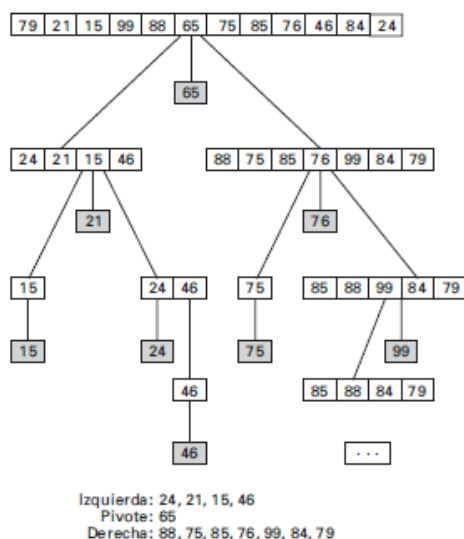 79 21 15 99 88 65 75 85 76 46 84 24
65
24 21 15 46 88 75 85 76 99 84 79
21 76
15 24 46 75 85 88 99 84 79
15 24 75 99
46 85 88 84 79
46 ...
Izquierda: 24, 21, 15, 46
Pivote: 65
Derecha: 88, 75, 85, 76, 99, 84, 79